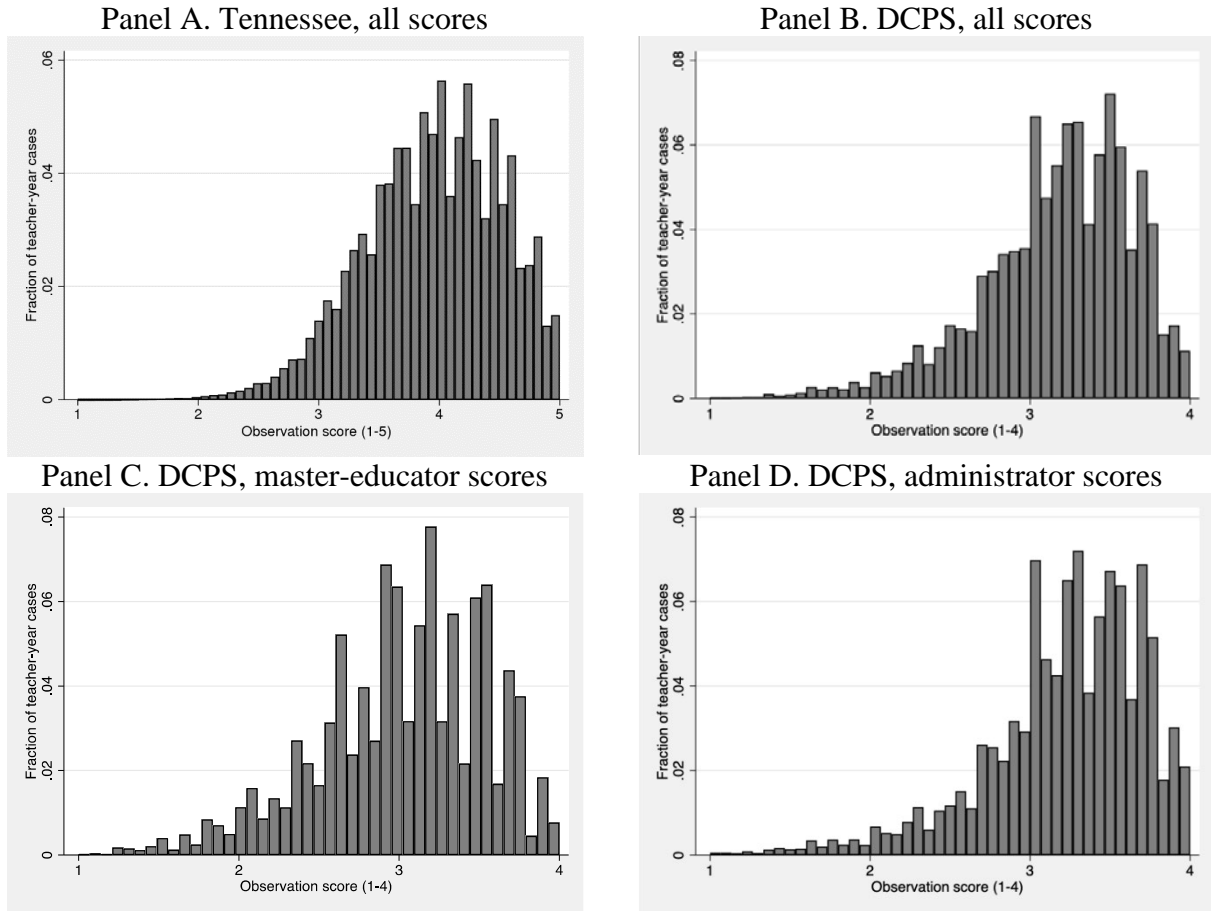 Panel A. Tennessee, all scores
Fraction of teacher-year cases
.06
.04
.02
0
1 2 3 4 5
Observation score (1-5)
Panel B. DCPS, all scores
Fraction of teacher-year cases
.08
.06
.04
.02
0
1 2 3 4
Observation score (1-4)
Panel C. DCPS, master-educator scores
Fraction of teacher-year cases
.08
.06
.04
.02
0
1 2 3 4
Observation score (1-4)
Panel D. DCPS, administrator scores
Fraction of teacher-year cases
.08
.06
.04
.02
0
1 2 3 4
Observation score (1-4)